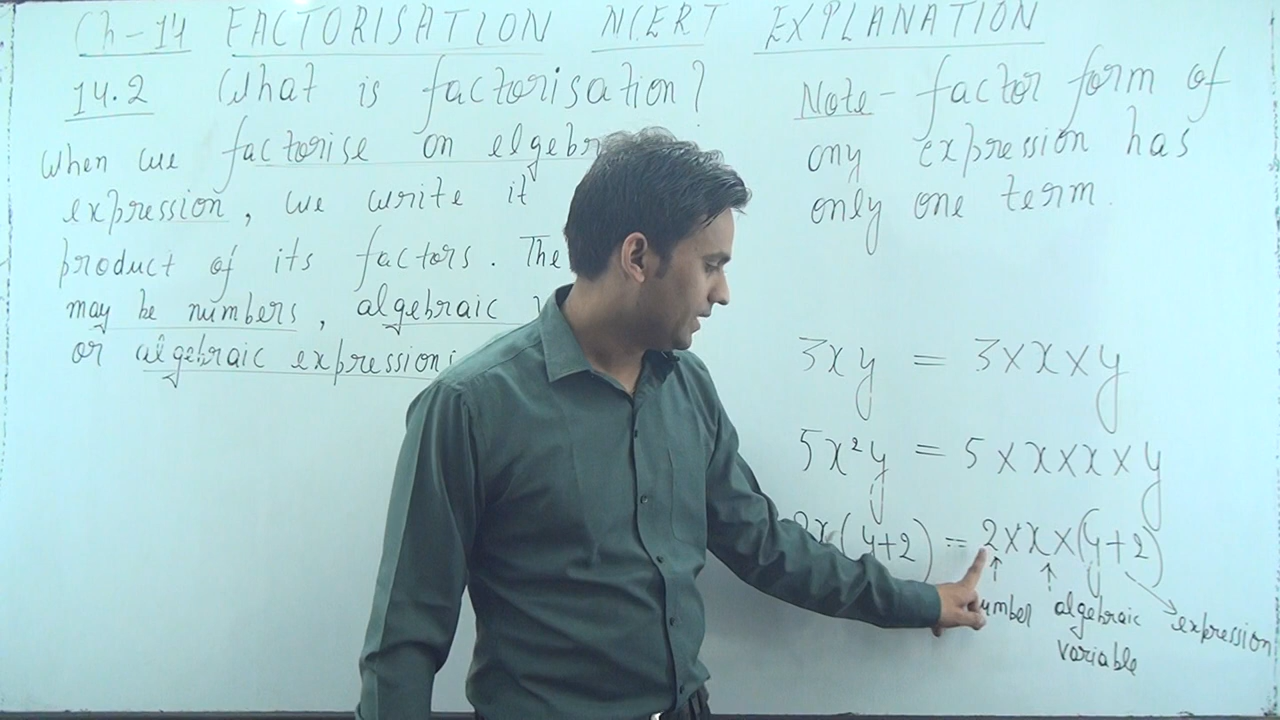 Ch-14 FACTORISATION NCERT EXPLANATION
14.2 What is factorisation?
When we factorise an elgebr
expression, we write it
product of its factors. The
may be numbers, algebraic
or algebraic expression
Note- factor form of
any expression has
only one term.
3xy = 3×x×y
5x²y = 5×x×x×y
2x(y+2) = 2×x×(y+2)
umber algebraic variable
expression